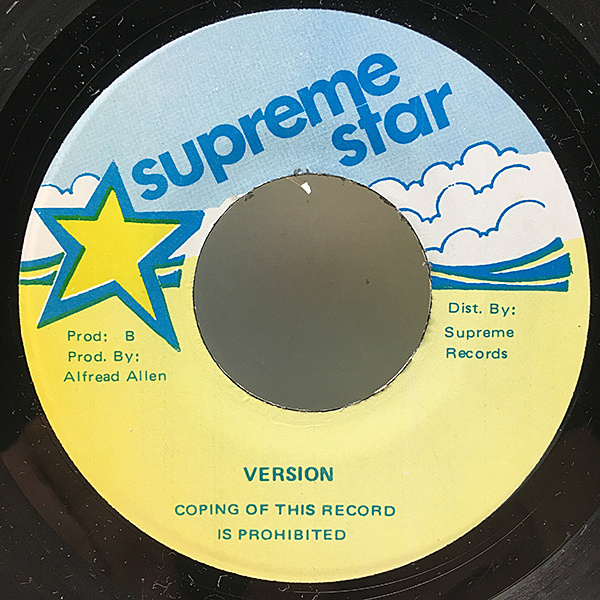 supreme
star
Prod: B
Prod. By:
Alfread Allen
Dist. By:
Supreme
Records
VERSION
COPING OF THIS RECORD
IS PROHIBITED